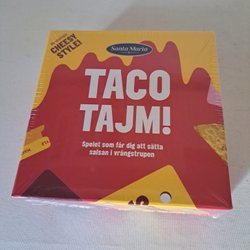 CHEESY
STYLE!
Santa Maria
TACO
TAJM!
Spelet som får dig att sätta
salsan i vrångstrupen